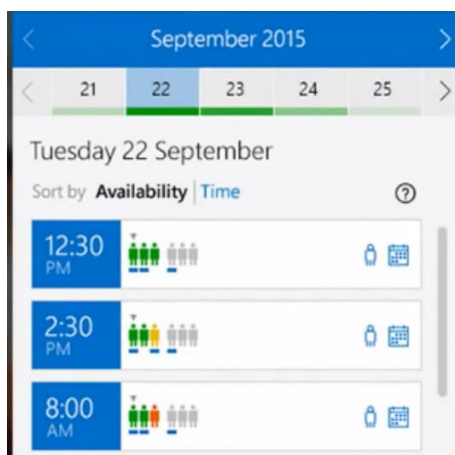 September 2015
21 22 23 24 25
Tuesday 22 September
Sort by Availability | Time ?
12:30
PM
2:30
PM
8:00
AM